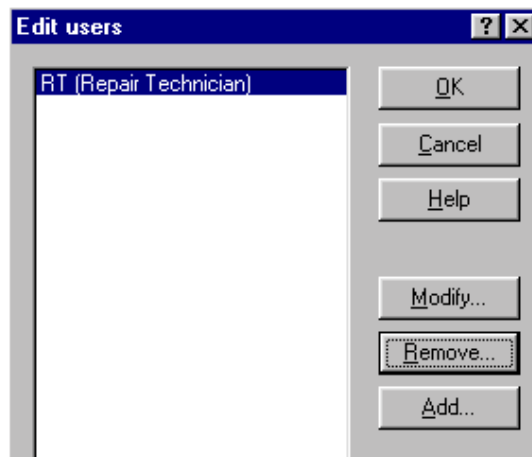 Edit users
RT (Repair Technician)
OK
Cancel
Help
Modify...
Remove...
Add...